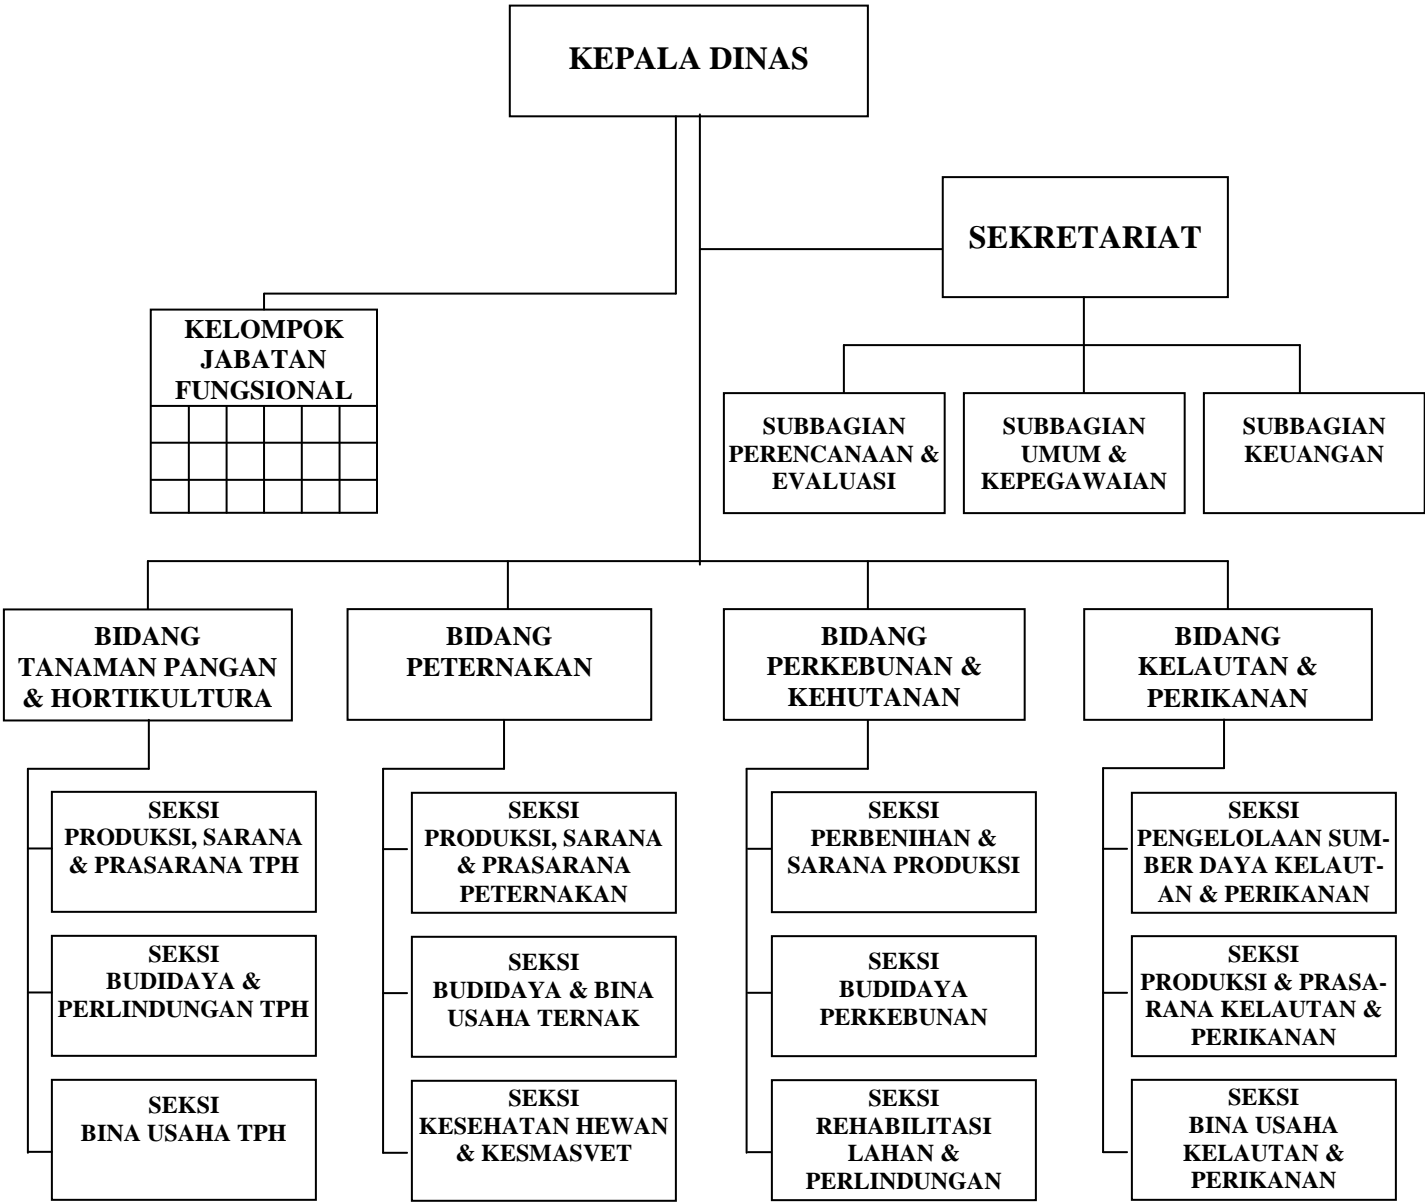 KEPALA DINAS
SEKRETARIAT
KELOMPOK
JABATAN
FUNGSIONAL
SUBBAGIAN
PERENCANAAN &
EVALUASI
SUBBAGIAN
UMUM &
KEPEGAWAIAN
SUBBAGIAN
KEUANGAN
BIDANG
TANAMAN PANGAN
& HORTIKULTURA
BIDANG
PETERNAKAN
BIDANG
PERKEBUNAN &
KEHUTANAN
BIDANG
KELAUTAN &
PERIKANAN
SEKSI
PRODUKSI, SARANA
& PRASARANA TPH
SEKSI
PRODUKSI, SARANA
& PRASARANA
PETERNAKAN
SEKSI
PERBENIHAN &
SARANA PRODUKSI
SEKSI
PENGELOLAAN SUM-
BER DAYA KELAUT-
AN & PERIKANAN
SEKSI
BUDIDAYA &
PERLINDUNGAN TPH
SEKSI
BUDIDAYA & BINA
USAHA TERNAK
SEKSI
BUDIDAYA
PERKEBUNAN
SEKSI
PRODUKSI & PRASA-
RANA KELAUTAN &
PERIKANAN
SEKSI
BINA USAHA TPH
SEKSI
KESEHATAN HEWAN
& KESMASVET
SEKSI
REHABILITASI
LAHAN &
PERLINDUNGAN
SEKSI
BINA USAHA
KELAUTAN &
PERIKANAN